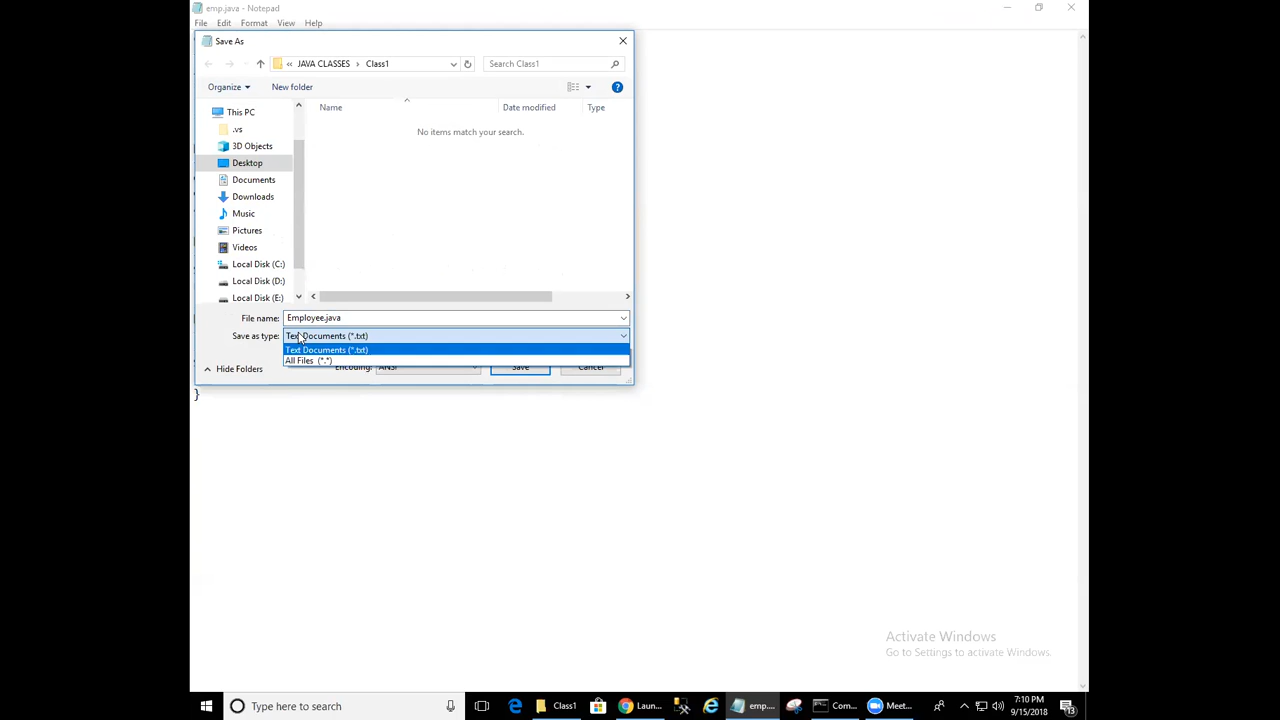 emp.java - Notepad
File Edit Format View Help
Save As
« JAVA CLASSES > Class1
Search Class1
Organize New folder
This PC
.vs
3D Objects
Desktop
Documents
Downloads
Music
Pictures
Videos
Local Disk (C:)
Local Disk (D:)
Local Disk (E:)
Name Date modified Type
No items match your search.
File name: Employee.java
Save as type: Text Documents (*.txt)
Text Documents (*.txt)
All Files (*.*)
Hide Folders Encoding: ANSI Save Cancel
}
Activate Windows
Go to Settings to activate Windows.
Type here to search
Class1
Laun...
emp....
Com...
Meet...
7:10 PM
9/15/2018
13